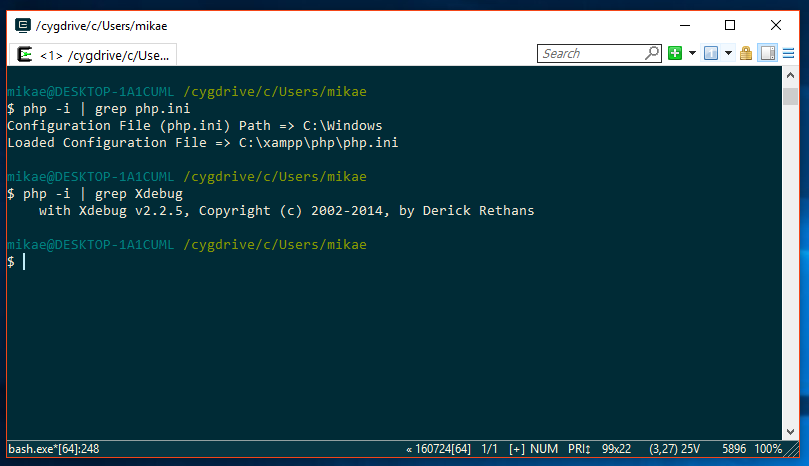 /cygdrive/c/Users/mikae
<1> /cygdrive/c/Use...
Search
mikae@DESKTOP-1A1CUML /cygdrive/c/Users/mikae
$ php -i | grep php.ini
Configuration File (php.ini) Path => C:\Windows
Loaded Configuration File => C:\xampp\php\php.ini
mikae@DESKTOP-1A1CUML /cygdrive/c/Users/mikae
$ php -i | grep Xdebug
with Xdebug v2.2.5, Copyright (c) 2002-2014, by Derick Rethans
mikae@DESKTOP-1A1CUML /cygdrive/c/Users/mikae
$
bash.exe*[64]:248 « 160724[64] 1/1 [+] NUM PRI↕ 99x22 (3,27) 25V 5896 100%